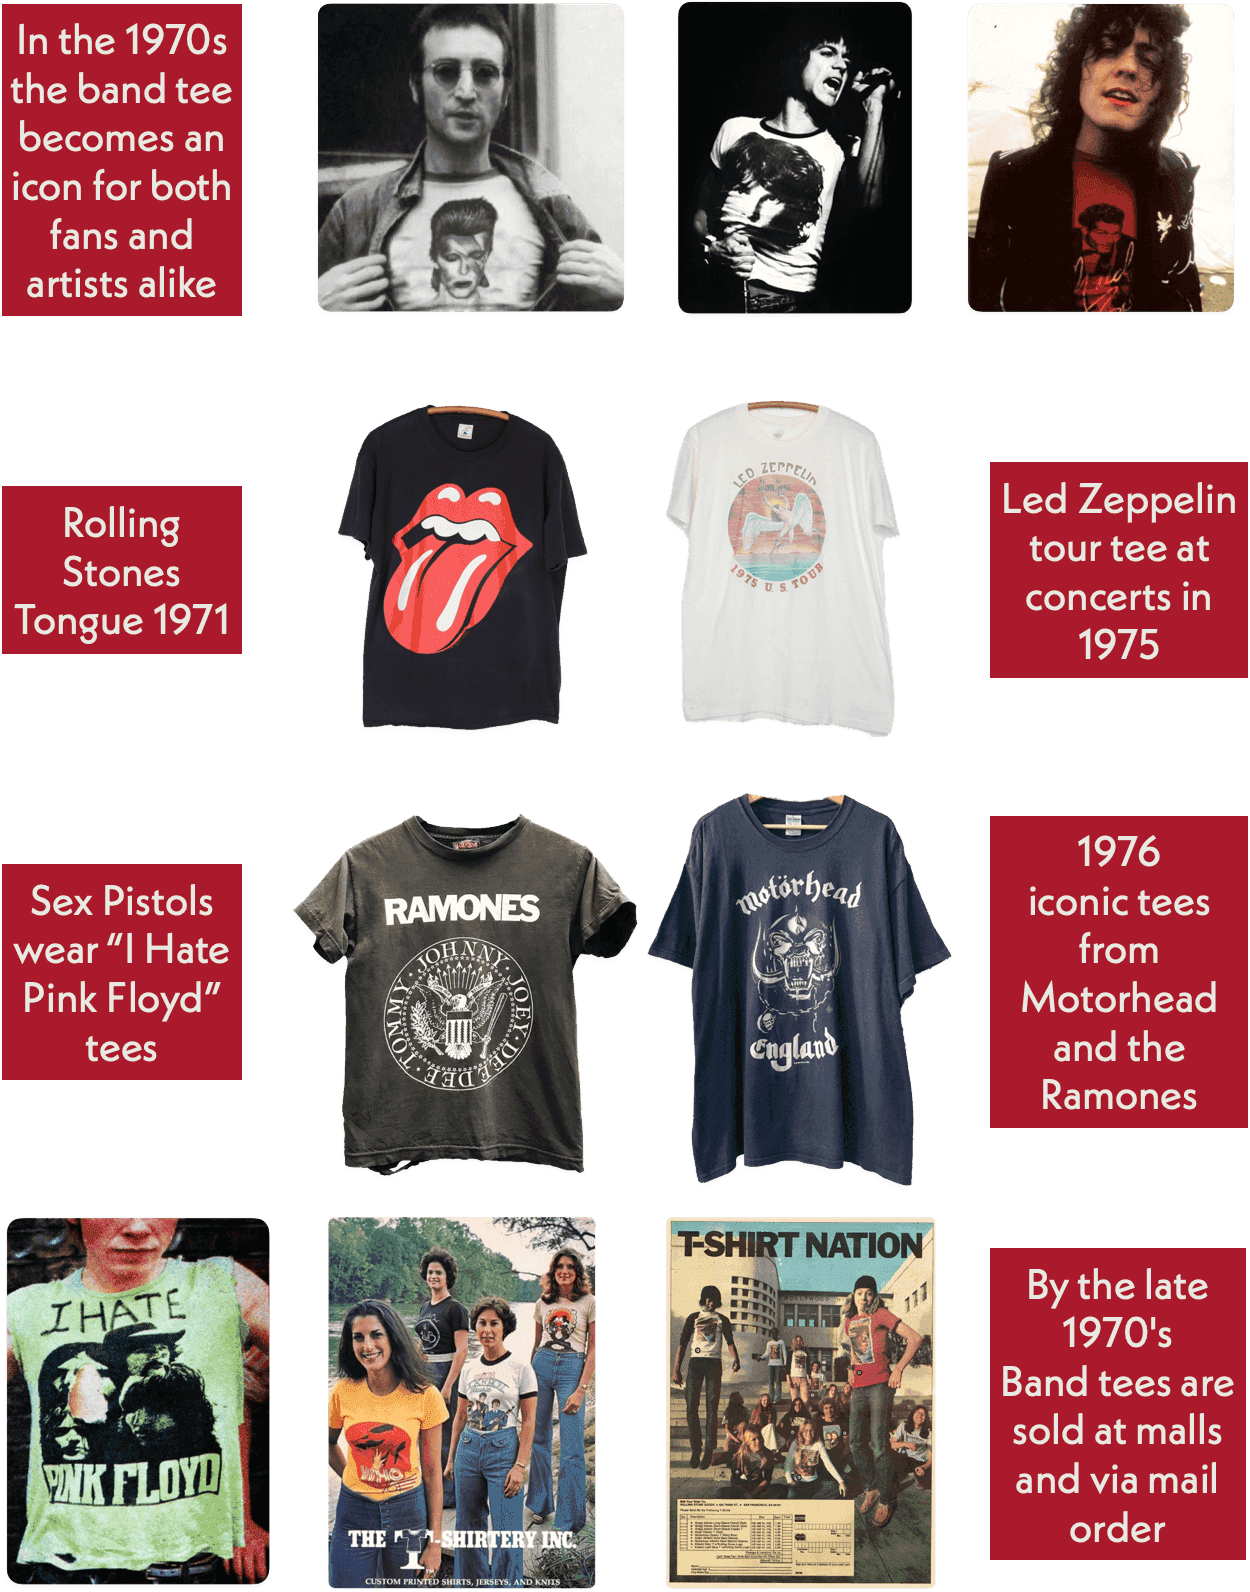 In the 1970s
the band tee
becomes an
icon for both
fans and
artists alike
Rolling
Stones
Tongue 1971
LED ZEPPELIN
1975 U.S. TOUR
Led Zeppelin
tour tee at
concerts in
1975
Sex Pistols
wear “I Hate
Pink Floyd”
tees
RAMONES
JOHNNY · JOEY · DEE DEE · TOMMY ·
motörhead
England
1976
iconic tees
from
Motorhead
and the
Ramones
I HATE
PINK FLOYD
THE T-SHIRTERY INC.
CUSTOM PRINTED SHIRTS, JERSEYS, AND KNITS
T-SHIRT NATION
By the late
1970's
Band tees are
sold at malls
and via mail
order